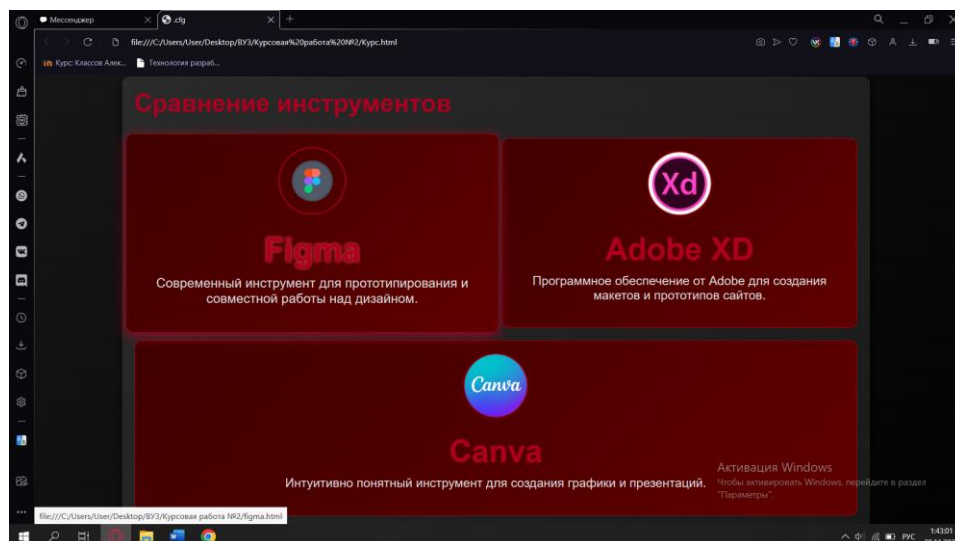 Мессенджер
.cfg
file:///C:/Users/User/Desktop/ВУЗ/Курсовая%20работа%20№2/Курс.html
Курс: Классов Алек...
Технология разраб...
Сравнение инструментов
Figma
Современный инструмент для прототипирования и
совместной работы над дизайном.
Xd
Adobe XD
Программное обеспечение от Adobe для создания
макетов и прототипов сайтов.
Canva
Canva
Интуитивно понятный инструмент для создания графики и презентаций.
Активация Windows
Чтобы активировать Windows, перейдите в раздел
"Параметры".
file:///C:/Users/User/Desktop/ВУЗ/Курсовая работа №2/figma.html
РУС
1:43:01